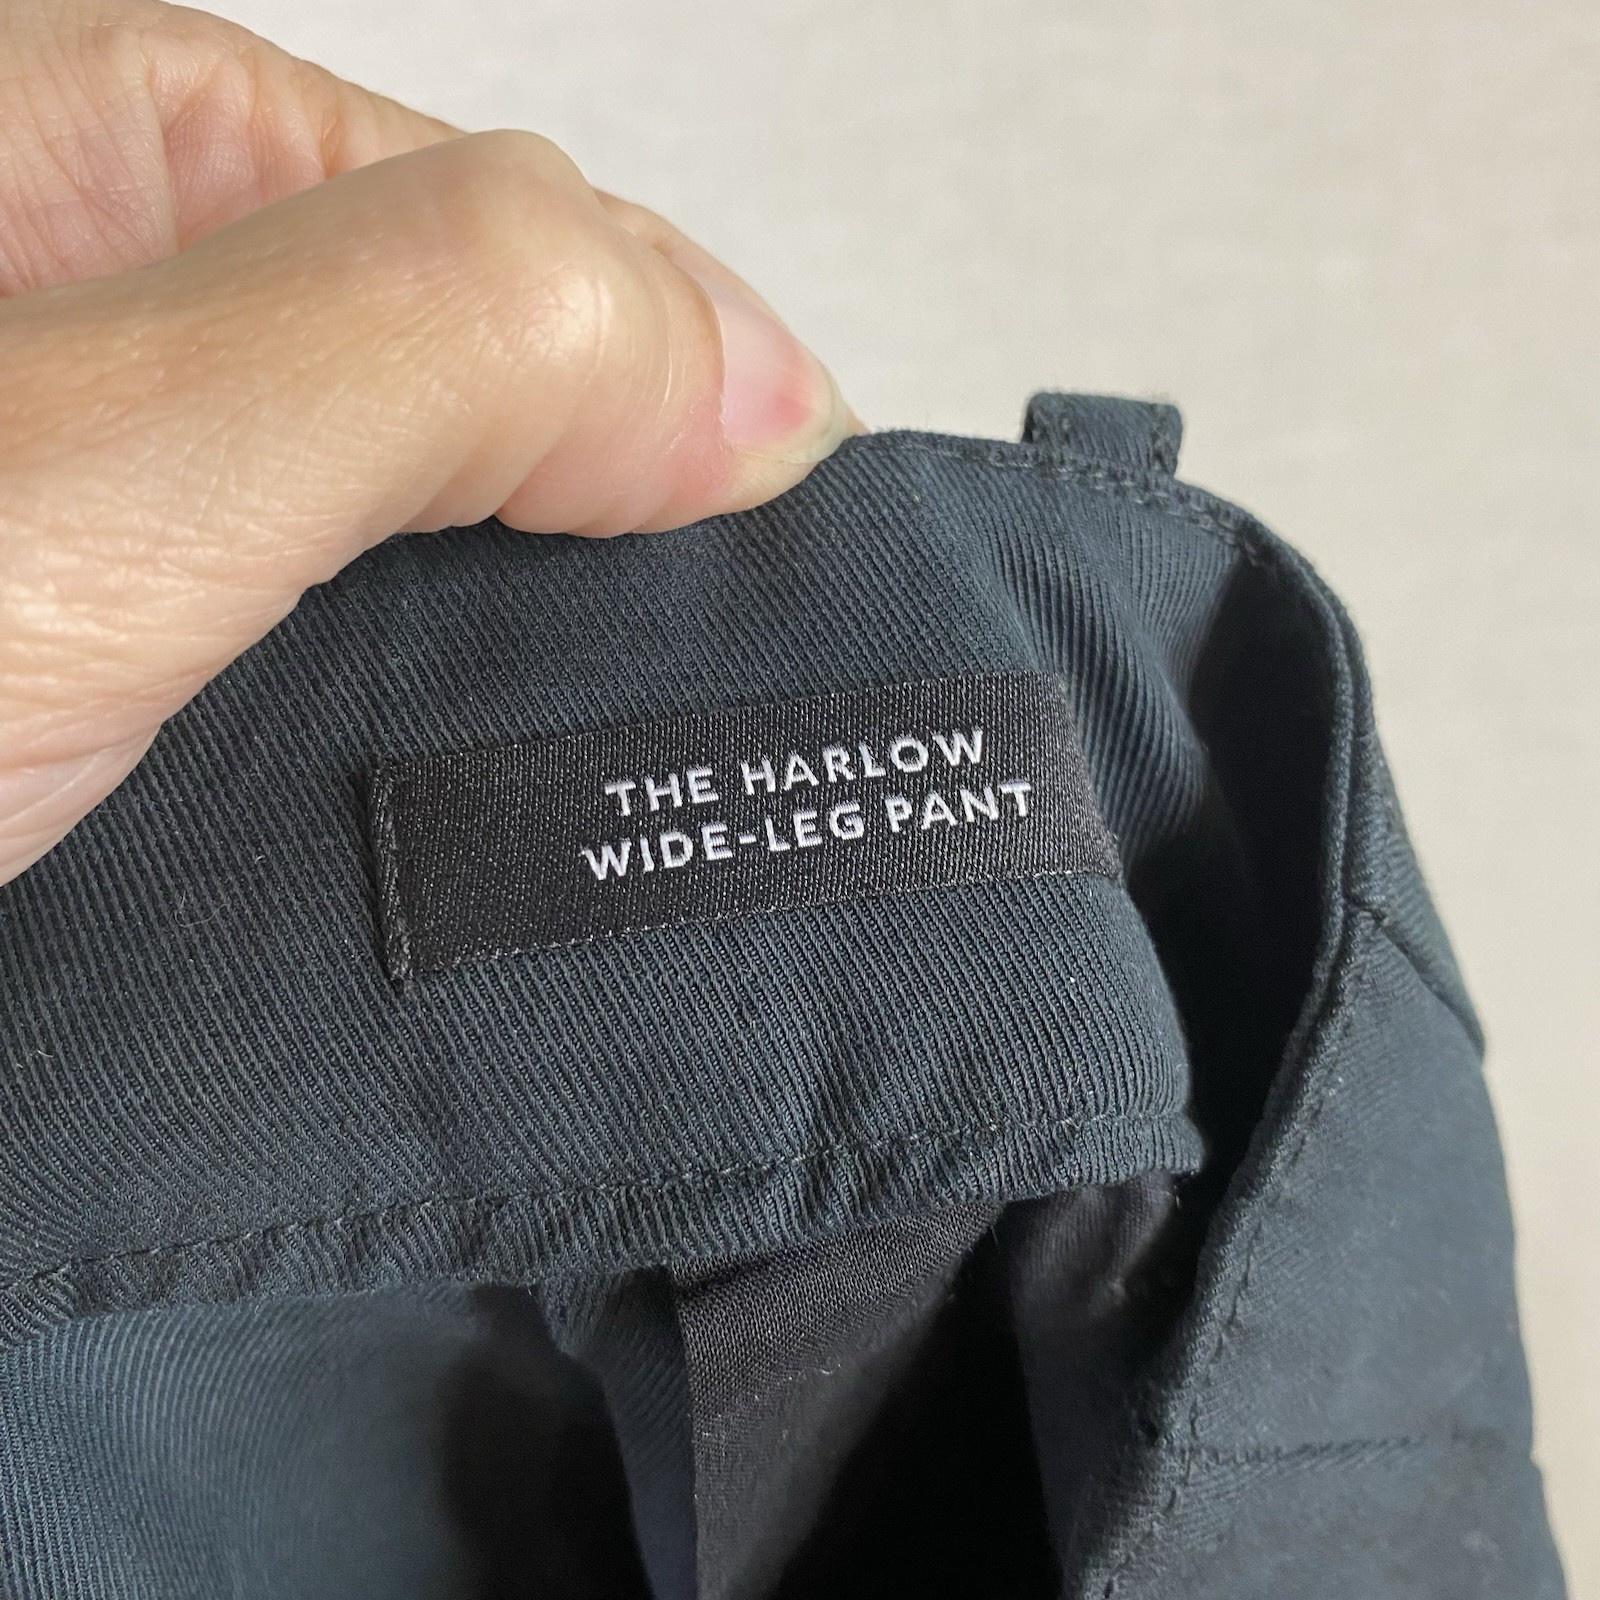 THE HARLOW
WIDE-LEG PANT